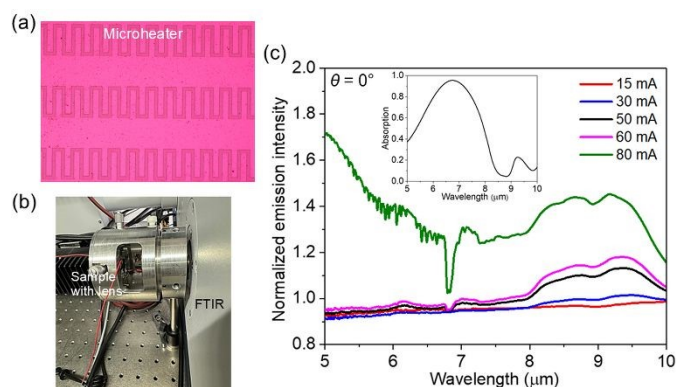 (a)
Microheater
(b)
Sample
with lens
FTIR
(c)
θ = 0°
Normalized emission intensity
2.0
1.8
1.6
1.4
1.2
1.0
0.8
5
6
7
8
9
10
Wavelength (μm)
Absorption
1.0
0.8
0.6
0.4
0.2
0.0
5
6
7
8
9
10
Wavelength (μm)
15 mA
30 mA
50 mA
60 mA
80 mA